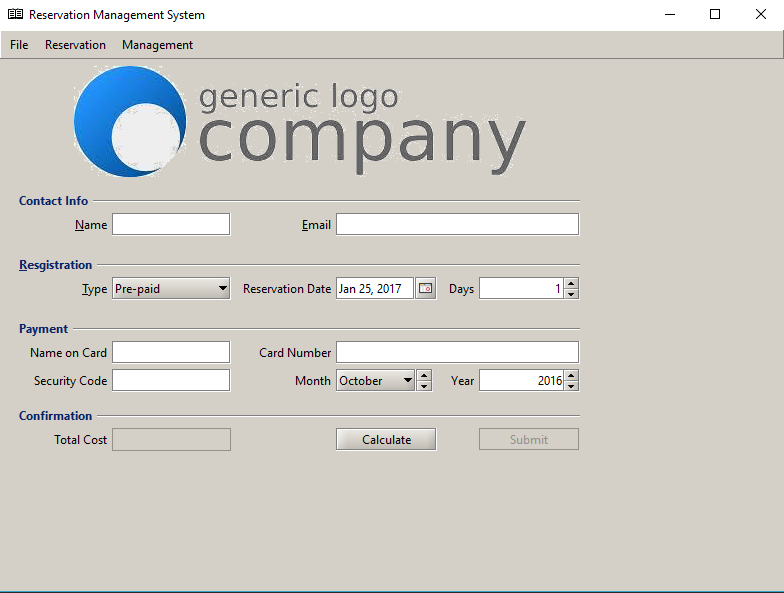 Reservation Management System
File Reservation Management
generic logo
company
Contact Info
Name Email
Resgistration
Type Pre-paid Reservation Date Jan 25, 2017 Days 1
Payment
Name on Card Card Number
Security Code Month October Year 2016
Confirmation
Total Cost Calculate Submit